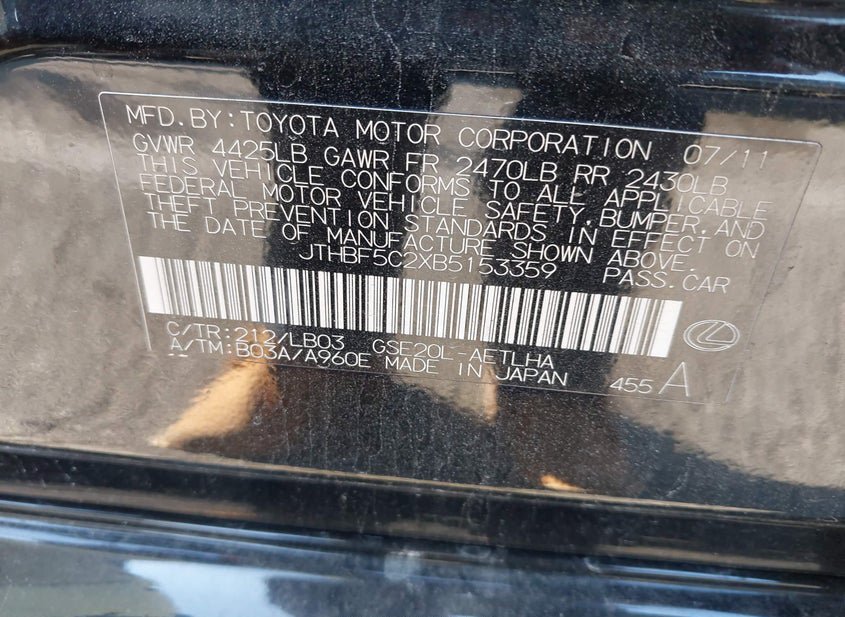 MFD.BY:TOYOTA MOTOR CORPORATION 07/11
GVWR 4425LB GAWR FR 2470LB RR 2430LB
THIS VEHICLE CONFORMS TO ALL APPLICABLE
FEDERAL MOTOR VEHICLE SAFETY,BUMPER,AND
THEFT PREVENTION STANDARDS IN EFFECT ON
THE DATE OF MANUFACTURE SHOWN ABOVE.
JTHBF5C2XB5153359 PASS.CAR
C/TR:212/LB03 GSE20L-AETLHA
A/TM:B03A/A960E MADE IN JAPAN 455 A